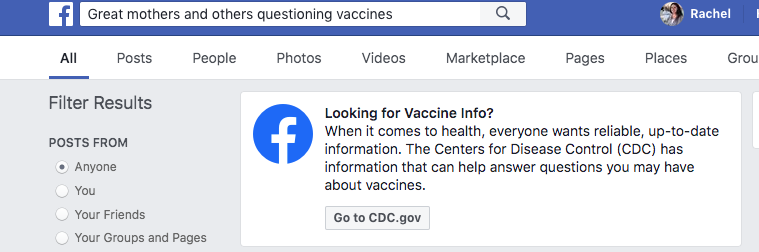 Great mothers and others questioning vaccines
Rachel
All Posts People Photos Videos Marketplace Pages Places Grou
Filter Results
POSTS FROM
Anyone
You
Your Friends
Your Groups and Pages
Looking for Vaccine Info?
When it comes to health, everyone wants reliable, up-to-date
information. The Centers for Disease Control (CDC) has
information that can help answer questions you may have
about vaccines.
Go to CDC.gov